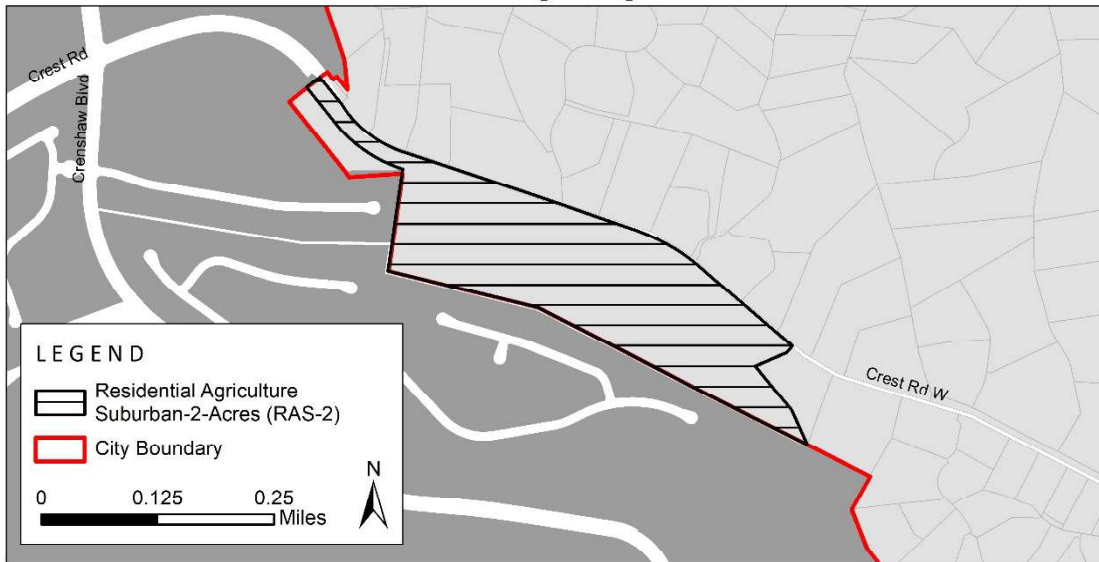 Crest Rd
Crenshaw Blvd
Crest Rd W
LEGEND
Residential Agriculture
Suburban-2-Acres (RAS-2)
City Boundary
N
0 0.125 0.25
Miles